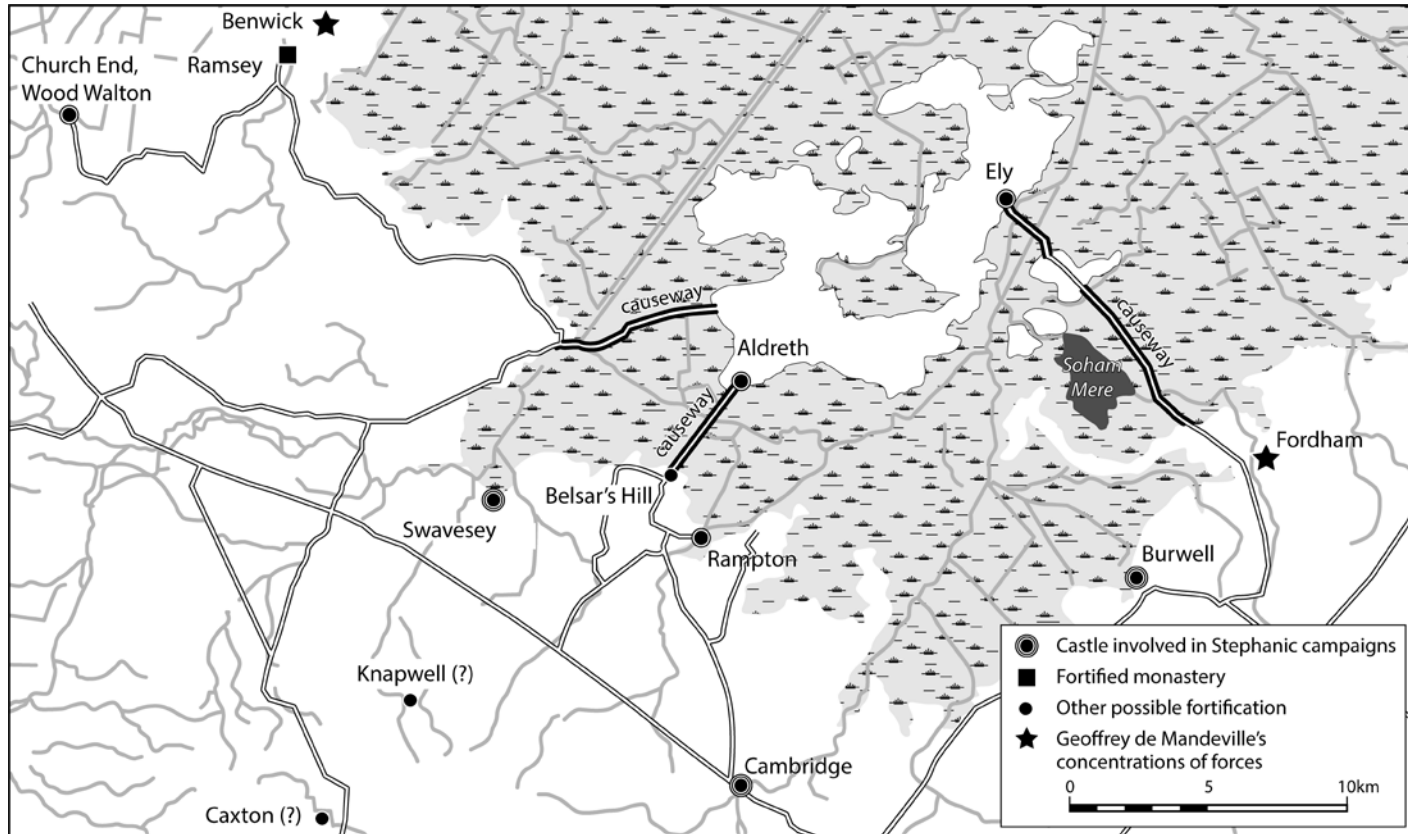 Benwick
Ramsey
Church End,
Wood Walton
Ely
causeway
causeway
Aldreth
Soham
Mere
causeway
Fordham
Belsar's Hill
Swavesey
Rampton
Burwell
Knapwell (?)
Cambridge
Caxton (?)
Castle involved in Stephanic campaigns
Fortified monastery
Other possible fortification
Geoffrey de Mandeville's
concentrations of forces
0 5 10km